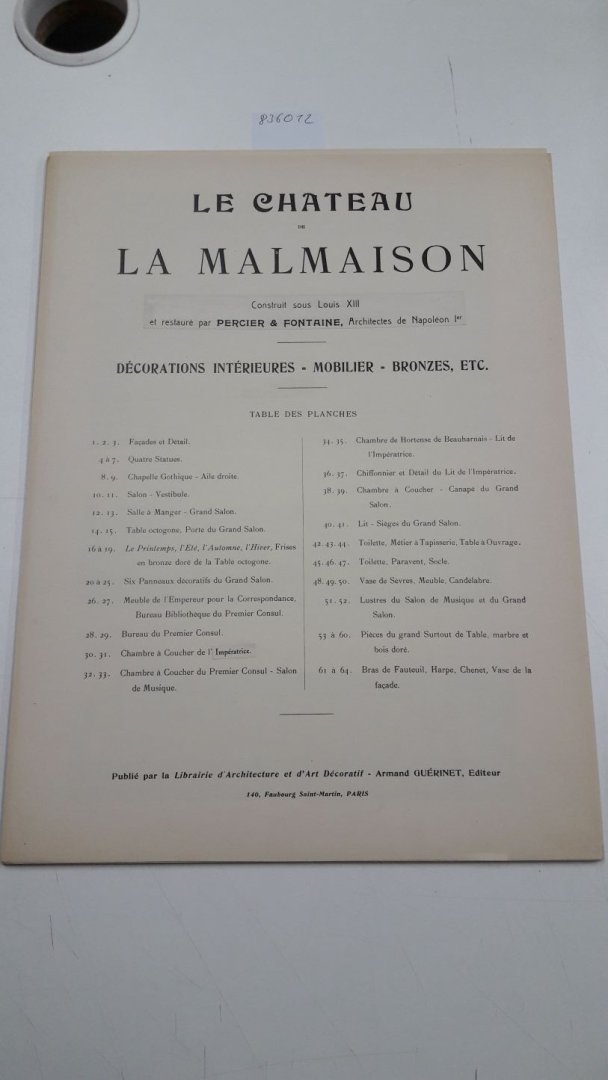 836012
LE CHATEAU
DE
LA MALMAISON
Construit sous Louis XIII
et restauré par PERCIER & FONTAINE, Architectes de Napoléon Ier
DÉCORATIONS INTÉRIEURES - MOBILIER - BRONZES, ETC.
TABLE DES PLANCHES
1. 2. 3. Façades et Détail.
4 à 7. Quatre Statues.
8. 9. Chapelle Gothique - Aile droite.
10. 11. Salon - Vestibule.
12. 13. Salle à Manger - Grand Salon.
14. 15. Table octogone, Porte du Grand Salon.
16 à 19. Le Printemps, l'Eté, l'Automne, l'Hiver, Frises
en bronze doré de la Table octogone.
20 à 25. Six Panneaux décoratifs du Grand Salon.
26. 27. Meuble de l'Empereur pour la Correspondance,
Bureau Bibliothèque du Premier Consul.
28. 29. Bureau du Premier Consul.
30. 31. Chambre à Coucher de l'Impératrice.
32. 33. Chambre à Coucher du Premier Consul - Salon
de Musique.
34. 35. Chambre de Hortense de Beauharnais - Lit de
l'Impératrice.
36. 37. Chiffonnier et Détail du Lit de l'Impératrice.
38. 39. Chambre à Coucher - Canapé du Grand
Salon.
40. 41. Lit - Sièges du Grand Salon.
42. 43. 44. Toilette, Métier à Tapisserie, Table à Ouvrage.
45. 46. 47. Toilette, Paravent, Socle.
48. 49. 50. Vase de Sèvres, Meuble, Candelabre.
51. 52. Lustres du Salon de Musique et du Grand
Salon.
53 à 60. Pièces du grand Surtout de Table, marbre et
bois doré.
61 à 64. Bras de Fauteuil, Harpe, Chenet, Vase de la
façade.
Publié par la Librairie d'Architecture et d'Art Décoratif - Armand GUÉRINET, Editeur
140, Faubourg Saint-Martin, PARIS